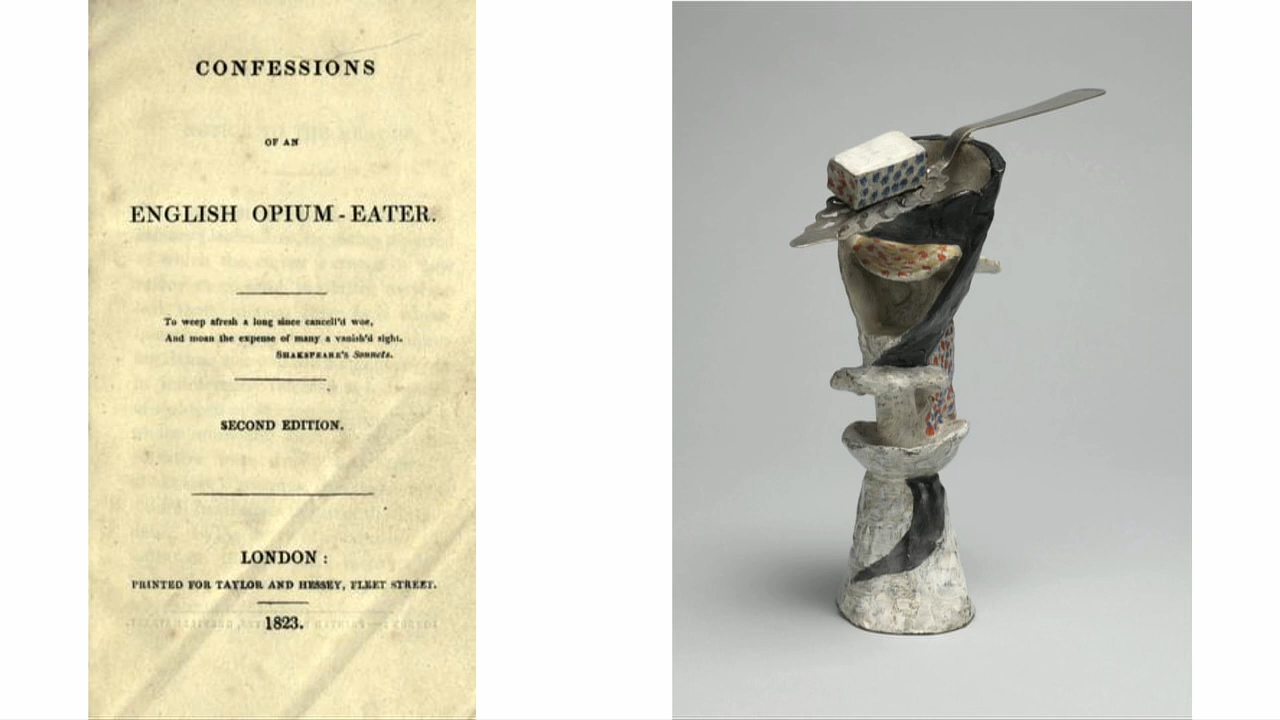 CONFESSIONS
OF AN
ENGLISH OPIUM-EATER.
To weep afresh a long since cancell'd woe,
And moan the expense of many a vanish'd sight.
SHAKSPEARE'S Sonnets.
SECOND EDITION.
LONDON:
PRINTED FOR TAYLOR AND HESSEY, FLEET STREET.
1823.